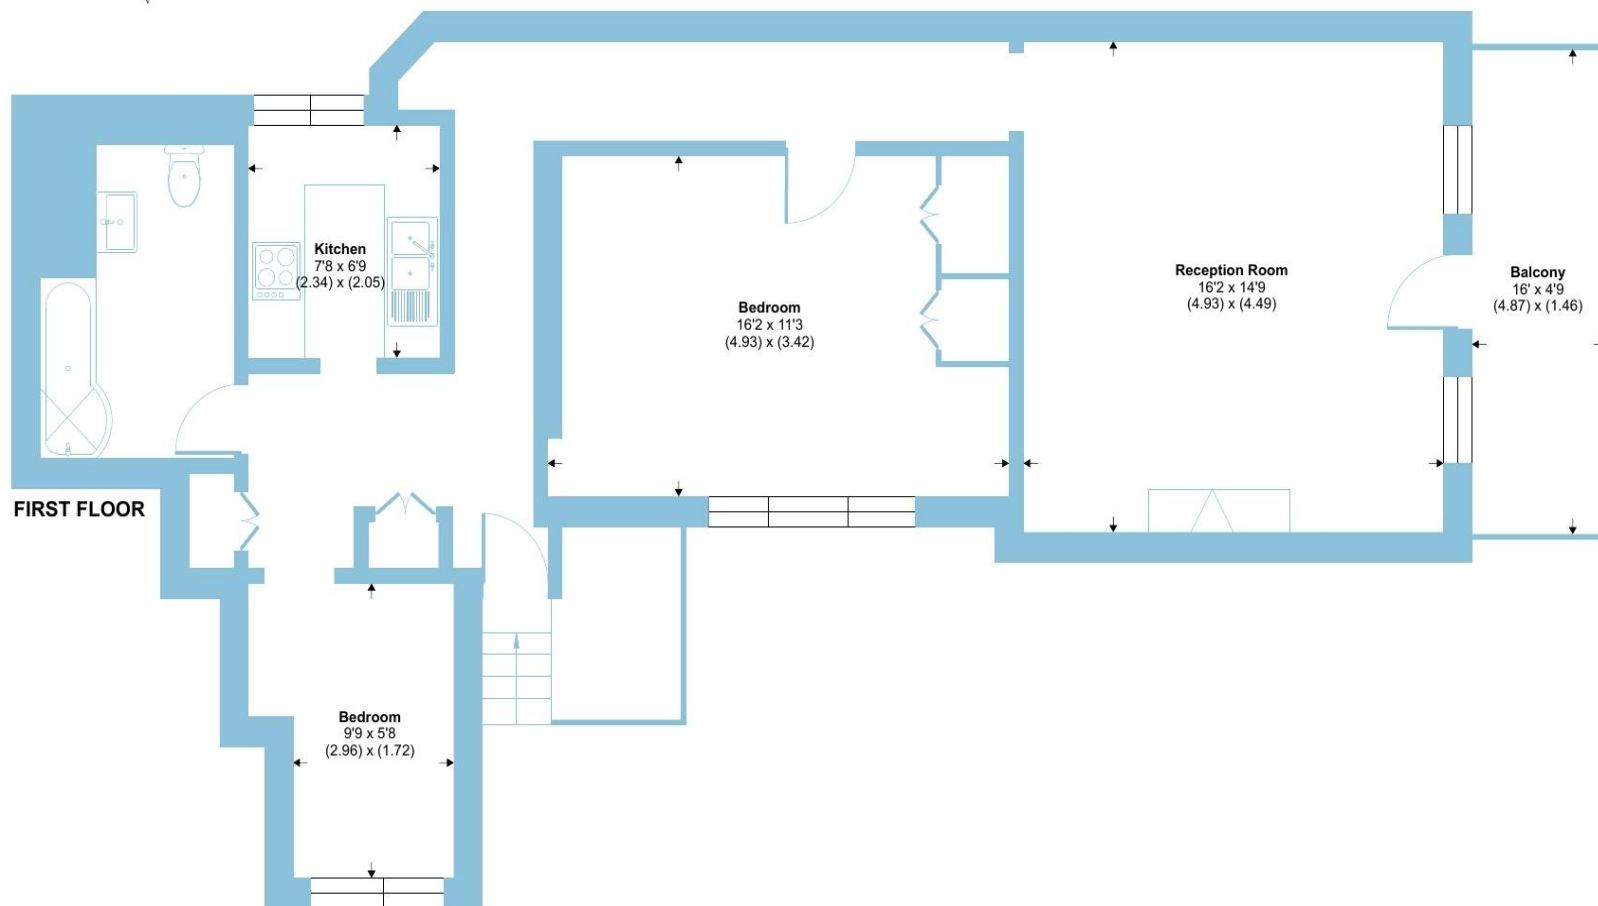 Kitchen
7'8 x 6'9
(2.34) x (2.05)
Bedroom
16'2 x 11'3
(4.93) x (3.42)
Reception Room
16'2 x 14'9
(4.93) x (4.49)
Balcony
16' x 4'9
(4.87) x (1.46)
FIRST FLOOR
Bedroom
9'9 x 5'8
(2.96) x (1.72)